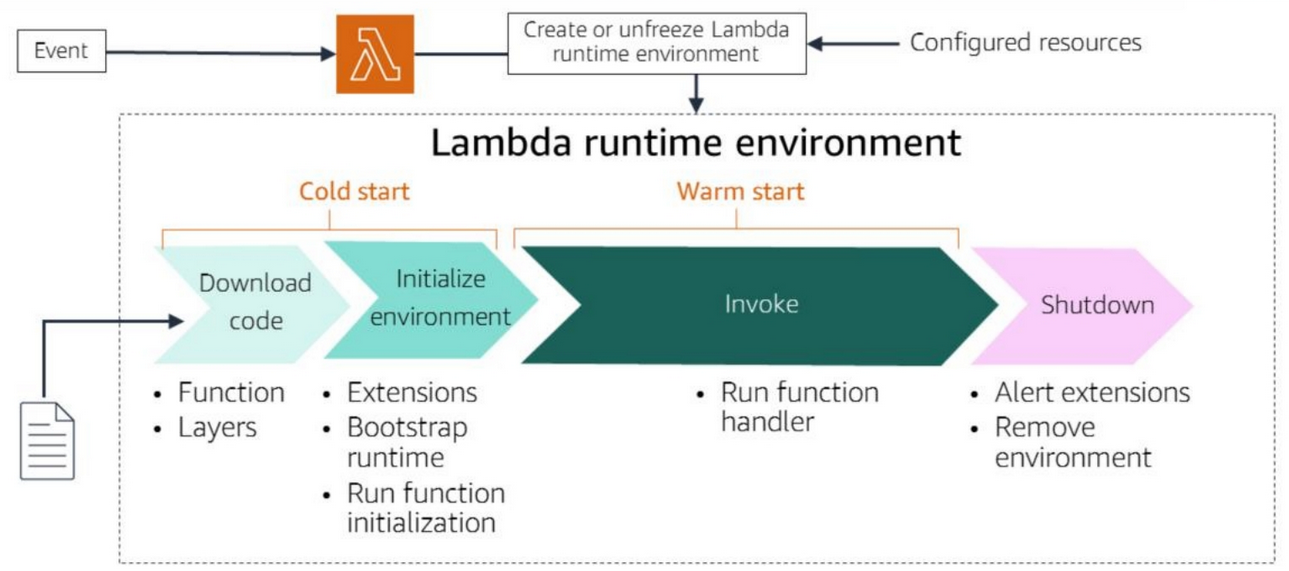 Event
Create or unfreeze Lambda
runtime environment
Configured resources
Lambda runtime environment
Cold start
Warm start
Download
code
Initialize
environment
Invoke
Shutdown
• Function
• Layers
• Extensions
• Bootstrap
runtime
• Run function
initialization
• Run function
handler
• Alert extensions
• Remove
environment